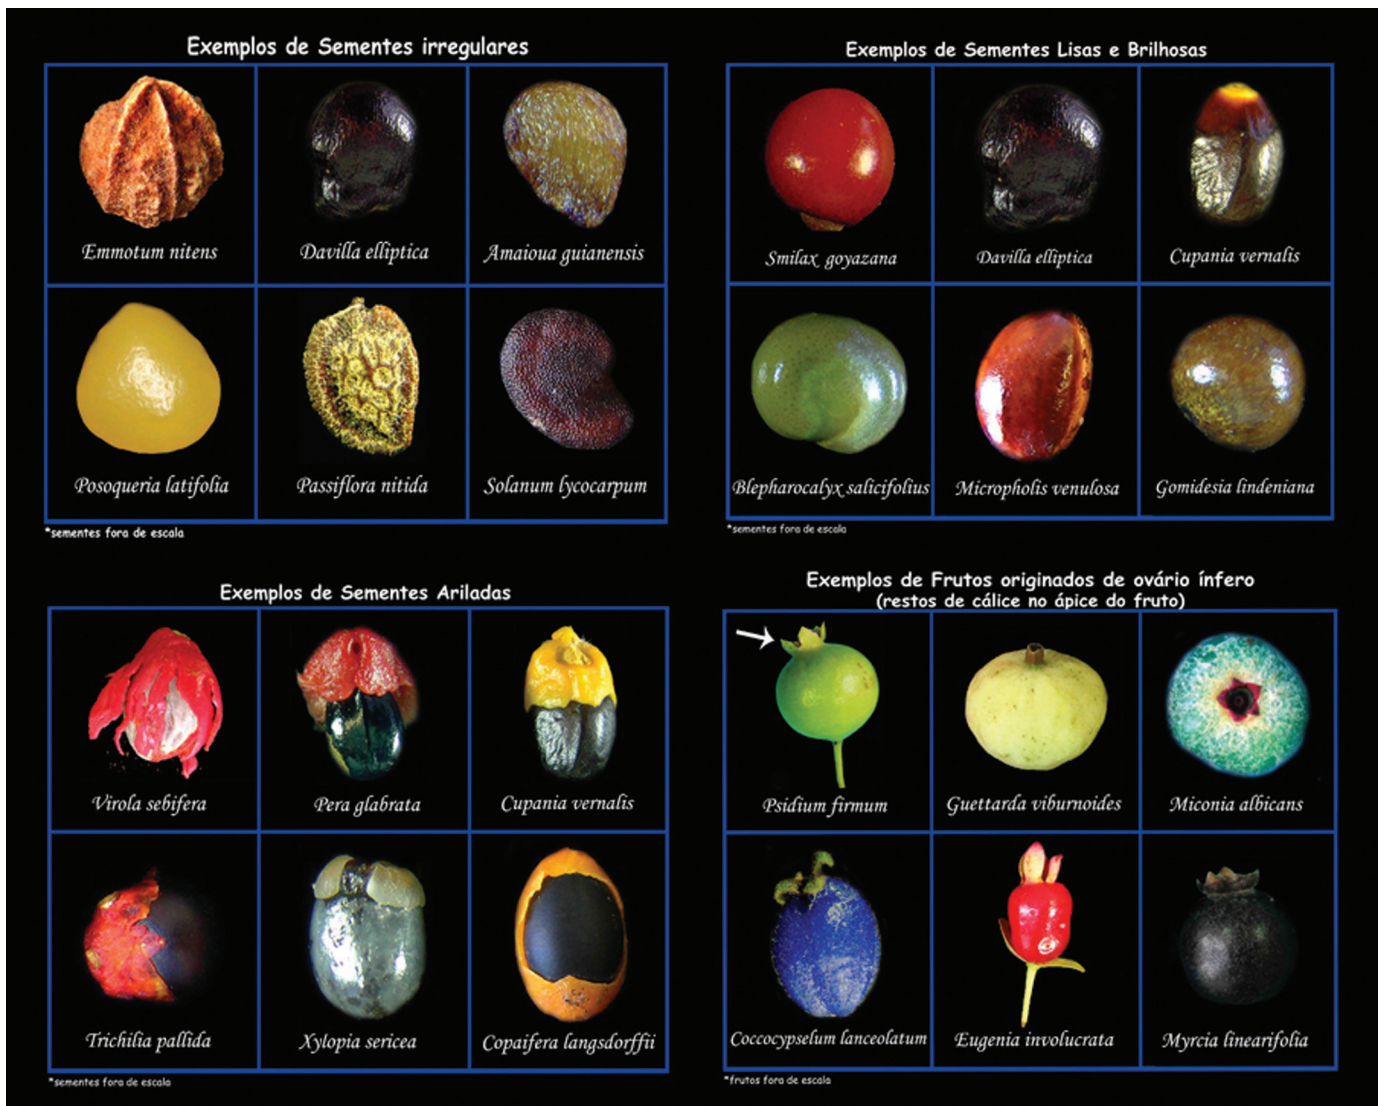 Exemplos de Sementes irregulares
Emmotum nitens
Davilla elliptica
Amaioua guianensis
Posoqueria latifolia
Passiflora nitida
Solanum lycocarpum
*sementes fora de escala
Exemplos de Sementes Lisas e Brilhosas
Smilax goyazana
Davilla elliptica
Cupania vernalis
Blepharocalyx salicifolius
Micropholis venulosa
Gomidesia lindeniana
*sementes fora de escala
Exemplos de Sementes Ariladas
Virola sebifera
Pera glabrata
Cupania vernalis
Trichilia pallida
Xylopia sericea
Copaifera langsdorffii
*sementes fora de escala
Exemplos de Frutos originados de ovário ínfero
(restos de cálice no ápice do fruto)
Psidium firmum
Guettarda viburnoides
Miconia albicans
Coccocypselum lanceolatum
Eugenia involucrata
Myrcia linearifolia
*frutos fora de escala